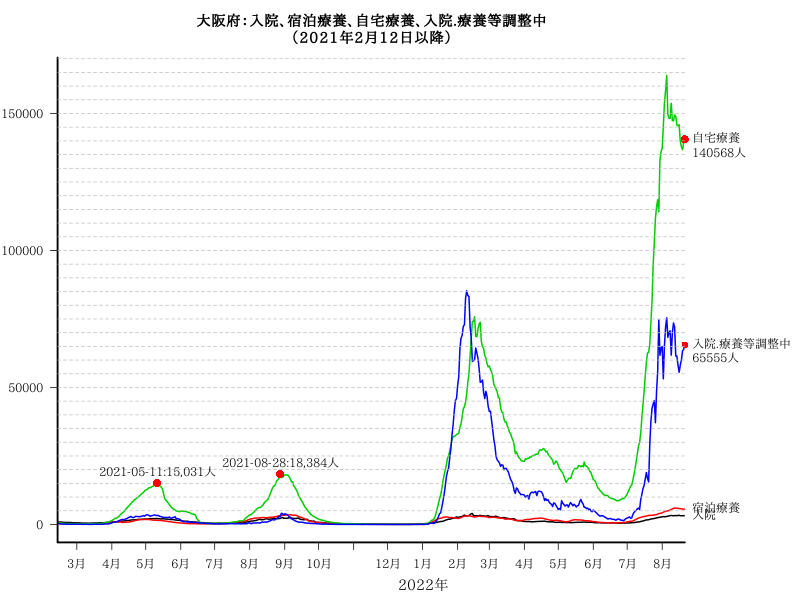 大阪府：入院、宿泊療養、自宅療養、入院．療養等調整中
（2021年2月12日以降）
150000
100000
50000
0
自宅療養
140568人
入院．療養等調整中
65555人
2021-05-11:15,031人
2021-08-28:18,384人
宿泊療養
入院
3月 4月 5月 6月 7月 8月 9月 10月 12月 1月 2月 3月 4月 5月 6月 7月 8月
2022年